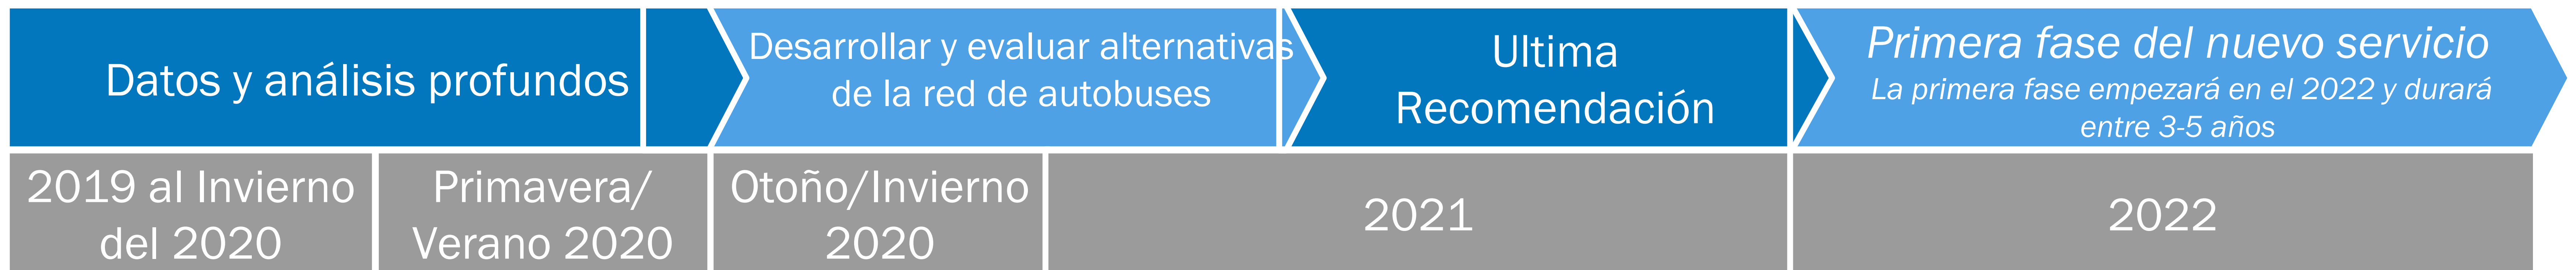 Datos y análisis profundos
Desarrollar y evaluar alternativas
de la red de autobuses
Ultima
Recomendación
Primera fase del nuevo servicio
La primera fase empezará en el 2022 y durará
entre 3-5 años
2019 al Invierno
del 2020
Primavera/
Verano 2020
Otoño/Invierno
2020
2021
2022